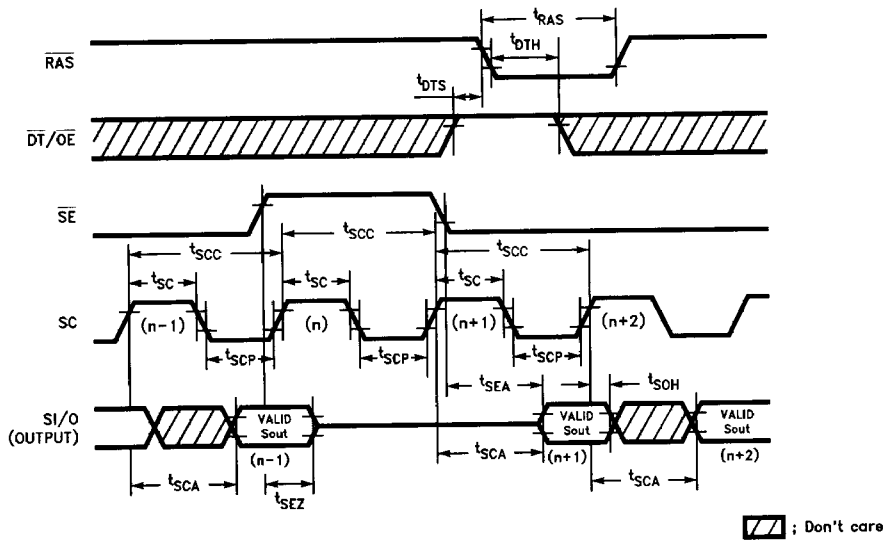 tRAS
RAS
tDTH
tDTS
DT/OE
SE
tSCC
tSCC
tSCC
tSC
tSC
tSC
SC
(n-1)
(n)
(n+1)
(n+2)
tSCP
tSCP
tSCP
tSEA
tSOH
SI/O
(OUTPUT)
VALID
Sout
(n-1)
VALID
Sout
(n+1)
VALID
Sout
(n+2)
tSCA
tSEZ
tSCA
tSCA
; Don't care